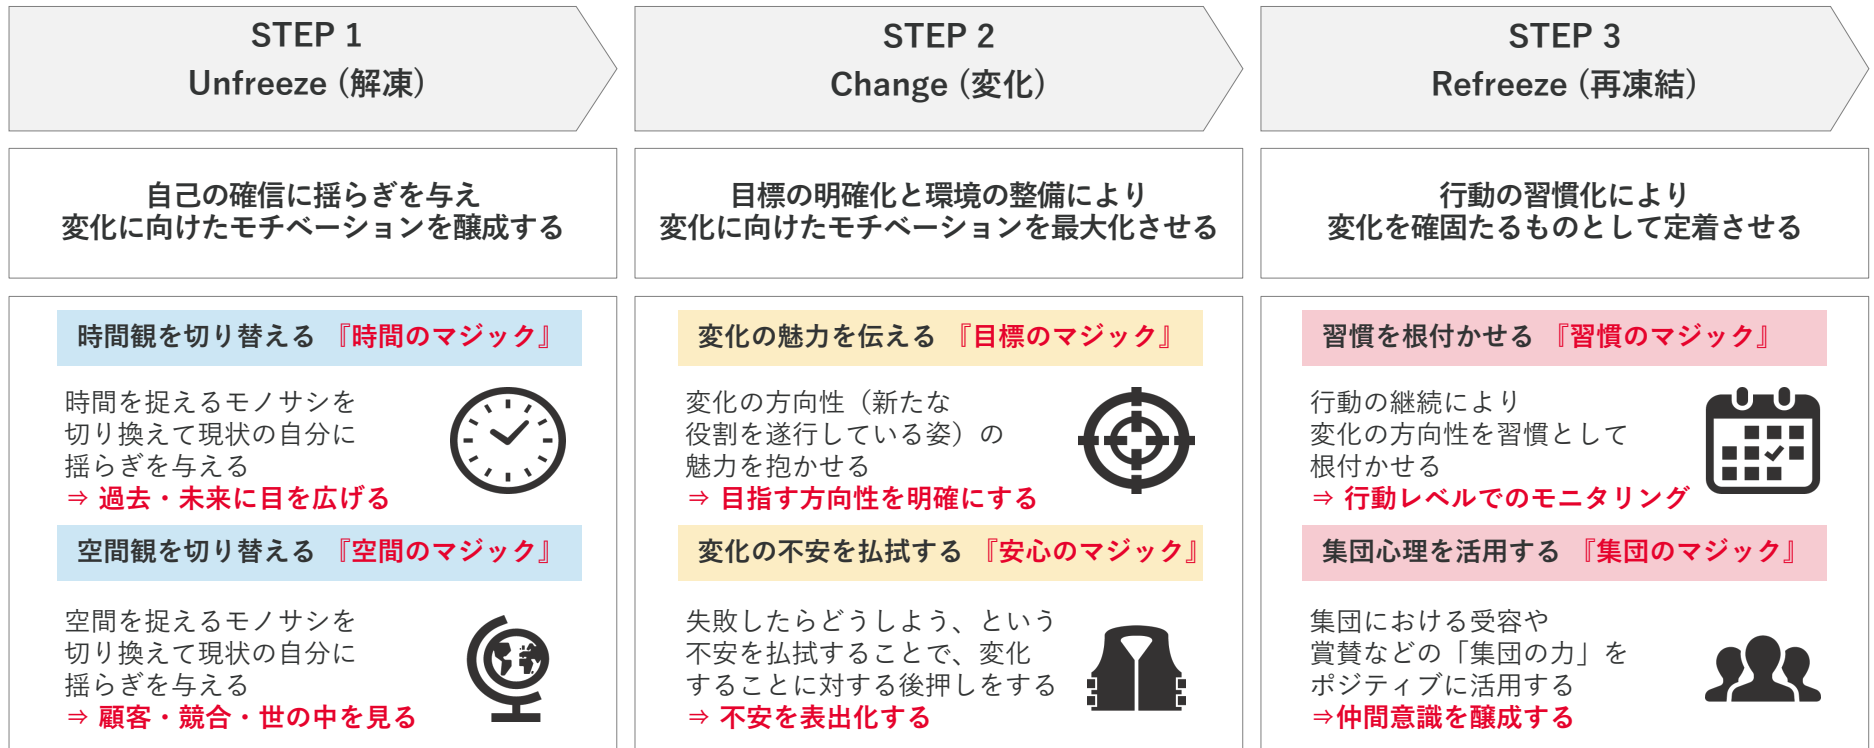 STEP 1
Unfreeze (解凍)
自己の確信に揺らぎを与え
変化に向けたモチベーションを醸成する
時間観を切り替える 『時間のマジック』
時間を捉えるモノサシを
切り換えて現状の自分に
揺らぎを与える
⇒ 過去・未来に目を広げる
空間観を切り替える 『空間のマジック』
空間を捉えるモノサシを
切り換えて現状の自分に
揺らぎを与える
⇒ 顧客・競合・世の中を見る
STEP 2
Change (変化)
目標の明確化と環境の整備により
変化に向けたモチベーションを最大化させる
変化の魅力を伝える 『目標のマジック』
変化の方向性（新たな
役割を遂行している姿）の
魅力を抱かせる
⇒ 目指す方向性を明確にする
変化の不安を払拭する 『安心のマジック』
失敗したらどうしよう、という
不安を払拭することで、変化
することに対する後押しをする
⇒ 不安を表出化する
STEP 3
Refreeze (再凍結)
行動の習慣化により
変化を確固たるものとして定着させる
習慣を根付かせる 『習慣のマジック』
行動の継続により
変化の方向性を習慣として
根付かせる
⇒ 行動レベルでのモニタリング
集団心理を活用する 『集団のマジック』
集団における受容や
賞賛などの「集団の力」を
ポジティブに活用する
⇒仲間意識を醸成する